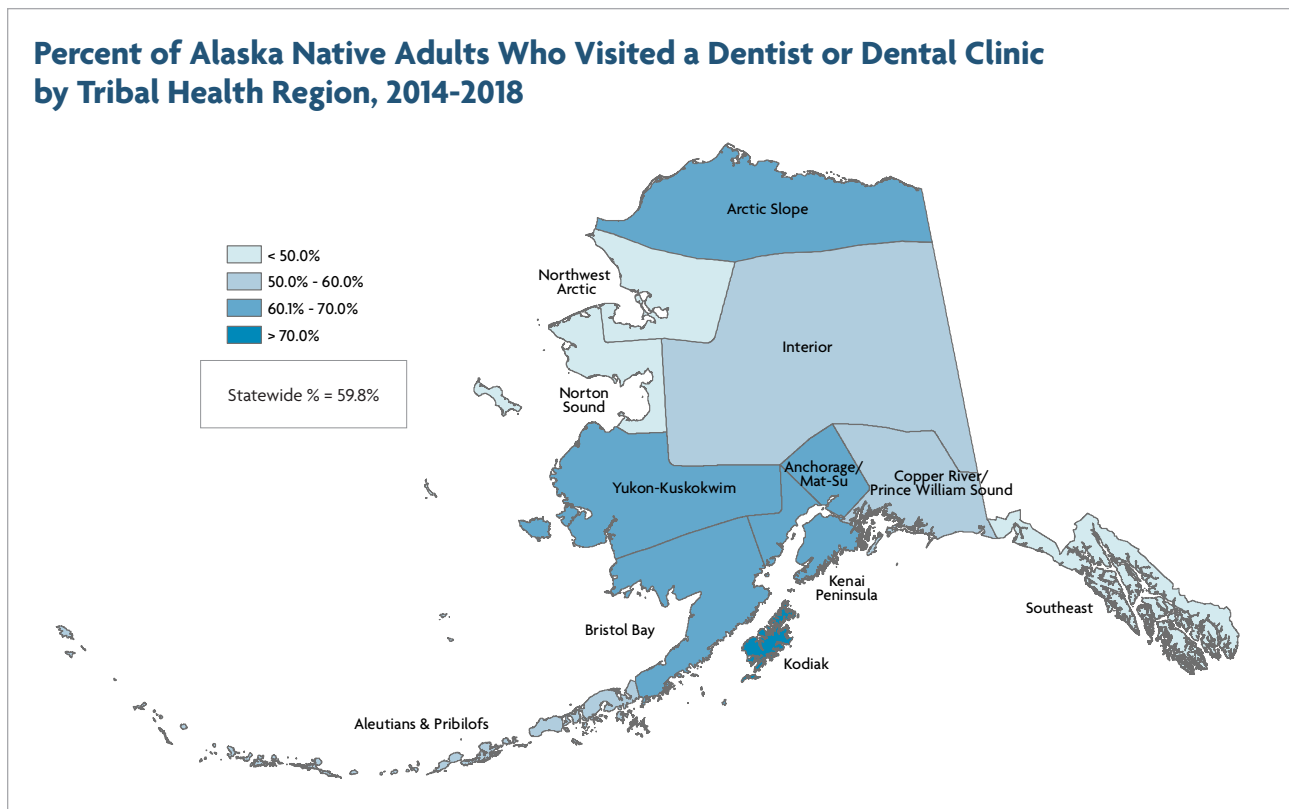 Percent of Alaska Native Adults Who Visited a Dentist or Dental Clinic
by Tribal Health Region, 2014-2018
< 50.0%
50.0% - 60.0%
60.1% - 70.0%
> 70.0%
Statewide % = 59.8%
Arctic Slope
Northwest
Arctic
Interior
Norton
Sound
Anchorage/
Mat-Su
Copper River/
Prince William Sound
Yukon-Kuskokwim
Kenai
Peninsula
Southeast
Bristol Bay
Kodiak
Aleutians & Pribilofs